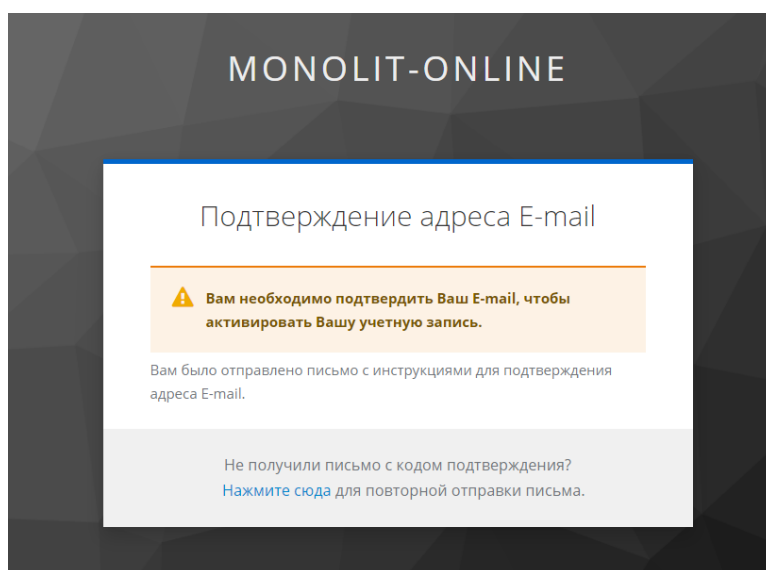 MONOLIT-ONLINE
Подтверждение адреса E-mail
Вам необходимо подтвердить Ваш E-mail, чтобы
активировать Вашу учетную запись.
Вам было отправлено письмо с инструкциями для подтверждения
адреса E-mail.
Не получили письмо с кодом подтверждения?
Нажмите сюда для повторной отправки письма.